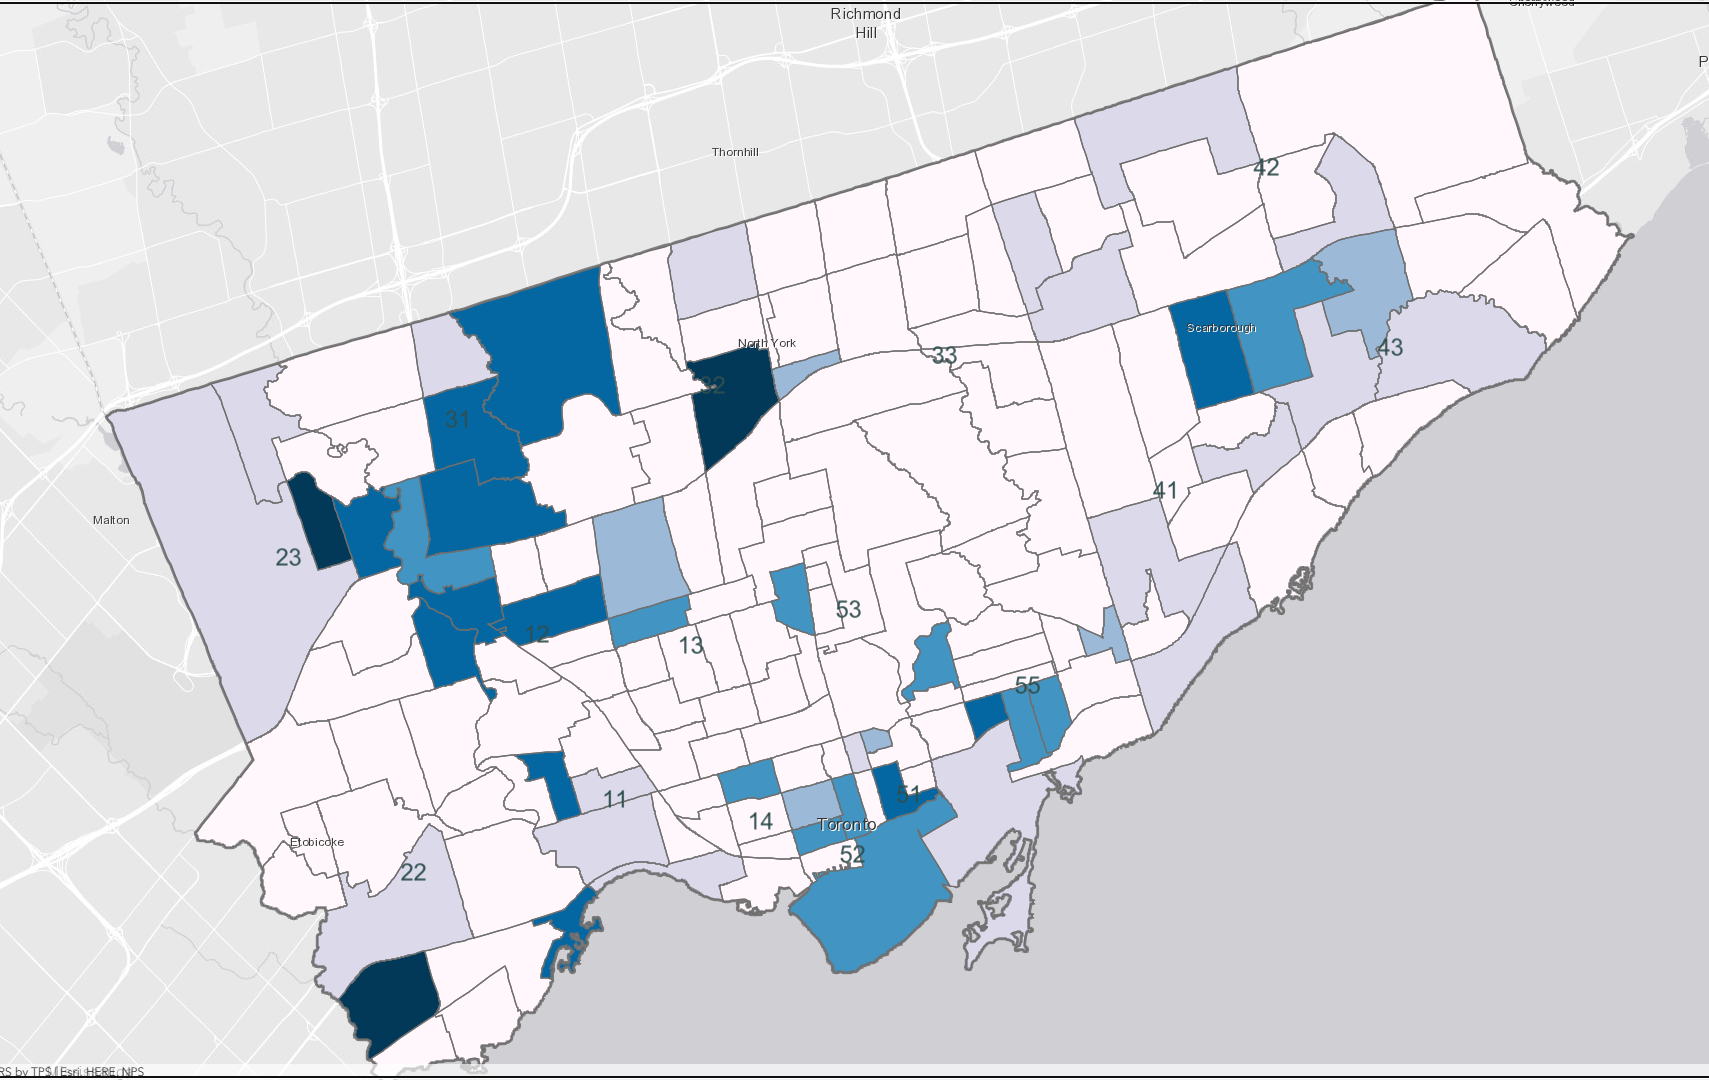 Richmond
Hill
Thornhill
42
Scarborough
North York
33
43
32
31
41
Malton
23
53
12
13
55
11
51
14
Toronto
Etobicoke
52
22
RS by TPS | Esri, HERE, NPS